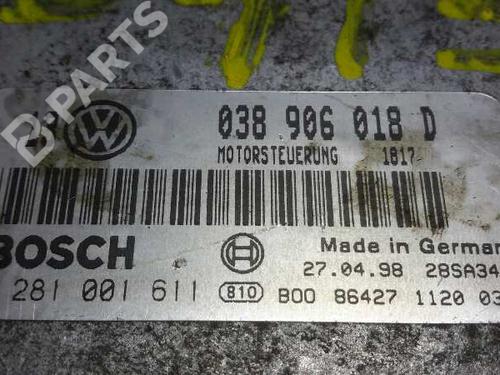 B-PARTS
038 906 018 D
MOTORSTEUERUNG 1817
BOSCH
Made in German
27.04.98 28SA34
281 001 611 810 B00 86427 1120 03